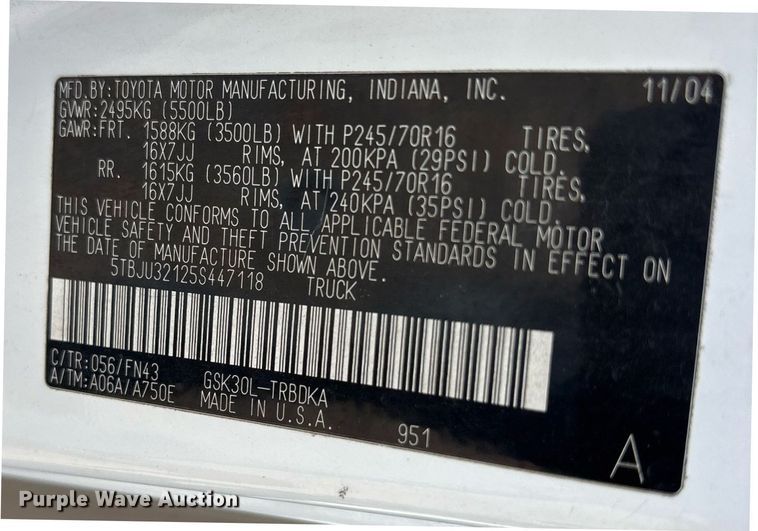 MFD.BY:TOYOTA MOTOR MANUFACTURING, INDIANA, INC. 11/04
GVWR:2495KG (5500LB)
GAWR:FRT. 1588KG (3500LB) WITH P245/70R16 TIRES,
16X7JJ RIMS, AT 200KPA (29PSI) COLD.
RR. 1615KG (3560LB) WITH P245/70R16 TIRES,
16X7JJ RIMS, AT 240KPA (35PSI) COLD.
THIS VEHICLE CONFORMS TO ALL APPLICABLE FEDERAL MOTOR
VEHICLE SAFETY AND THEFT PREVENTION STANDARDS IN EFFECT ON
THE DATE OF MANUFACTURE SHOWN ABOVE.
5TBJU32125S447118 TRUCK
C/TR:056/FN43 GSK30L-TRBDKA
A/TM:A06A/A750E MADE IN U.S.A. 951
A
Purple Wave Auction